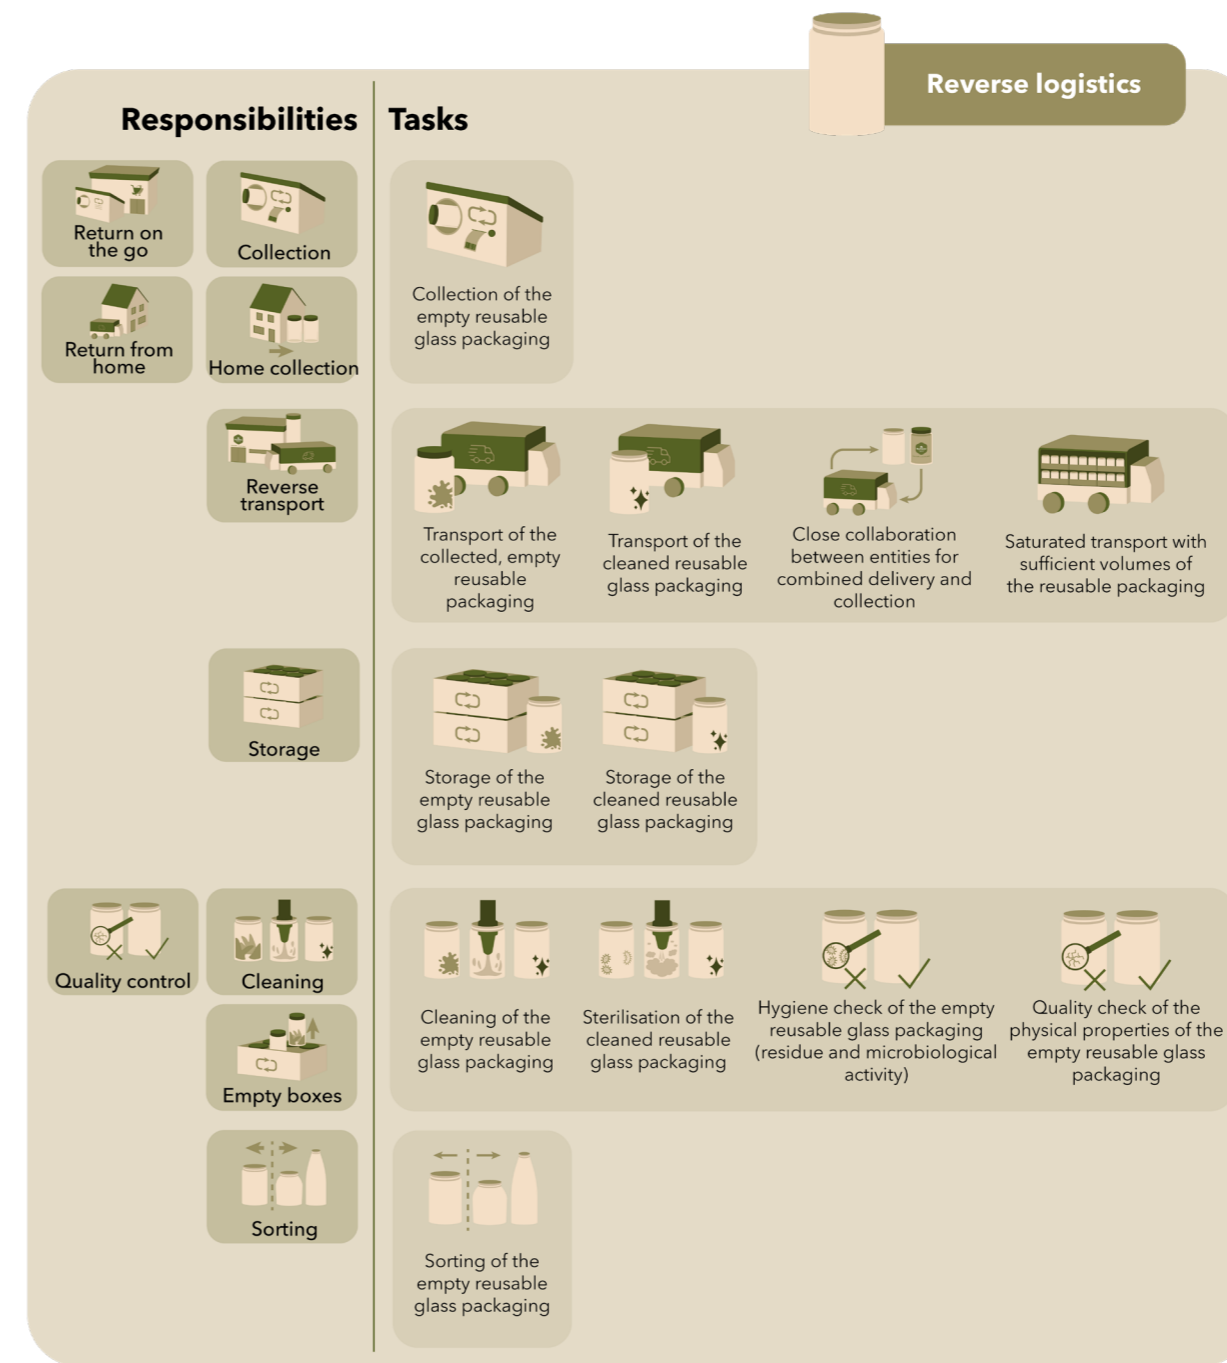 Reverse logistics
Responsibilities
Tasks
Return on
the go
Collection
Return from
home
Home collection
Collection of the
empty reusable
glass packaging
Reverse
transport
Transport of the
collected, empty
reusable
packaging
Transport of the
cleaned reusable
glass packaging
Close collaboration
between entities for
combined delivery and
collection
Saturated transport with
sufficient volumes of
the reusable packaging
Storage
Storage of the
empty reusable
glass packaging
Storage of the
cleaned reusable
glass packaging
Quality control
Cleaning
Empty boxes
Cleaning of the
empty reusable
glass packaging
Sterilisation of the
cleaned reusable
glass packaging
Hygiene check of the empty
reusable glass packaging
(residue and microbiological
activity)
Quality check of the
physical properties of the
empty reusable glass
packaging
Sorting
Sorting of the
empty reusable
glass packaging